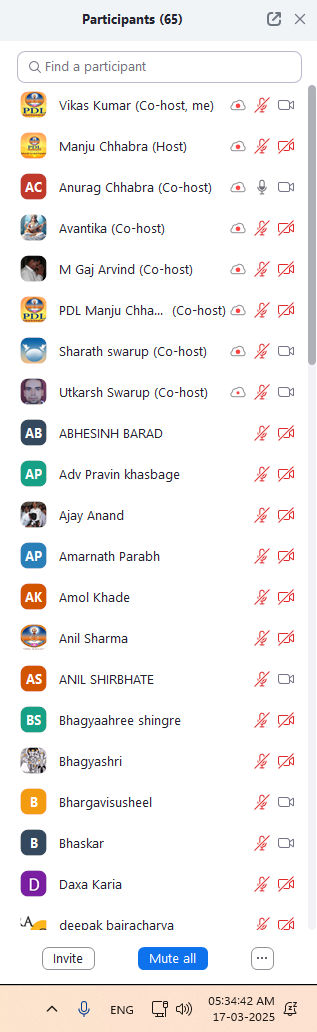 Participants (65)
Find a participant
Vikas Kumar (Co-host, me)
PDL Manju Chhabra (Host)
AC Anurag Chhabra (Co-host)
Avantika (Co-host)
M Gaj Arvind (Co-host)
PDL PDL Manju Chha... (Co-host)
Sharath swarup (Co-host)
Utkarsh Swarup (Co-host)
AB ABHESINH BARAD
AP Adv Pravin khasbage
Ajay Anand
AP Amarnath Parabh
AK Amol Khade
Anil Sharma
AS ANIL SHIRBHATE
BS Bhagyaahree shingre
Bhagyashri
B Bhargavisusheel
B Bhaskar
D Daxa Karia
deepak bajracharya
Invite Mute all ...
ENG 05:34:42 AM
17-03-2025